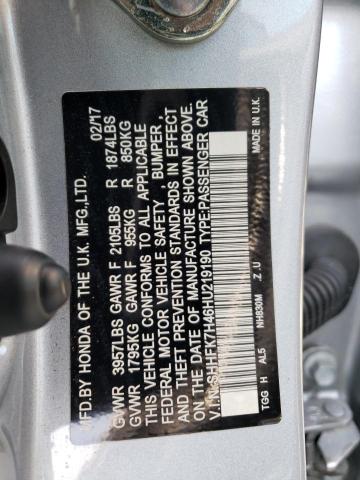 MFD.BY HONDA OF THE U.K. MFG.,LTD. 02/17
GVWR 3957LBS GAWR F 2105LBS R 1874LBS
GVWR 1795KG GAWR F 955KG R 850KG
THIS VEHICLE CONFORMS TO ALL APPLICABLE
FEDERAL MOTOR VEHICLE SAFETY , BUMPER ,
AND THEFT PREVENTION STANDARDS IN EFFECT
ON THE DATE OF MANUFACTURE SHOWN ABOVE.
V.I.N.:SHHFK7H46HU219190 TYPE:PASSENGER CAR
NH830M Z .U MADE IN U.K.
TGG H AL5